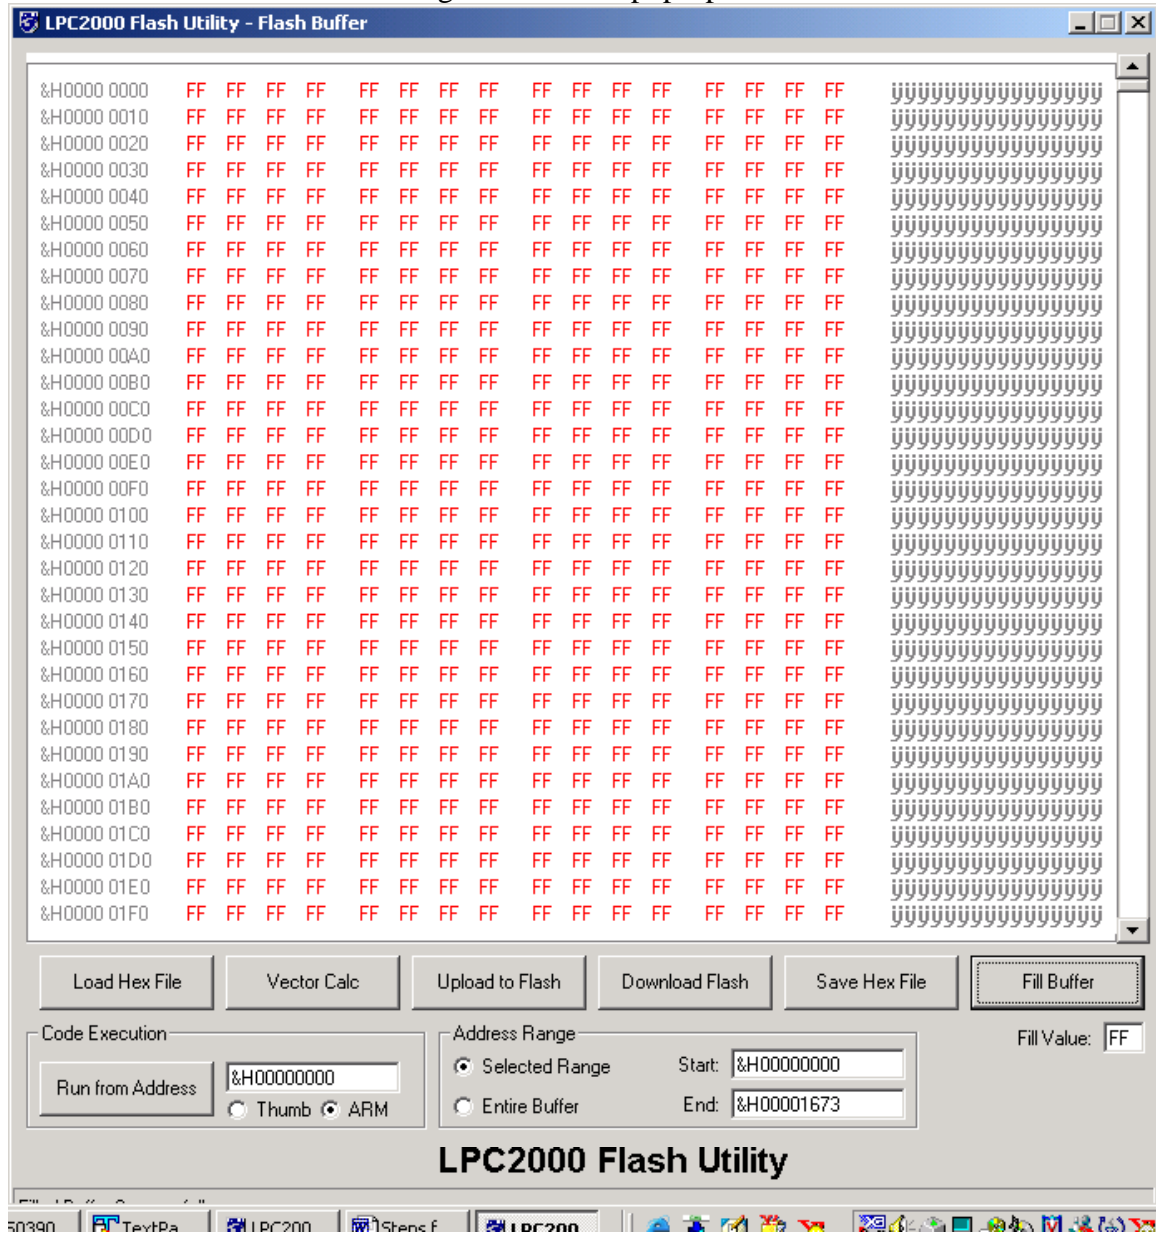 LPC2000 Flash Utility - Flash Buffer
&H0000 0000 FF FF FF FF FF FF FF FF FF FF FF FF FF FF FF FF ÿÿÿÿÿÿÿÿÿÿÿÿÿÿÿÿ
&H0000 0010 FF FF FF FF FF FF FF FF FF FF FF FF FF FF FF FF ÿÿÿÿÿÿÿÿÿÿÿÿÿÿÿÿ
&H0000 0020 FF FF FF FF FF FF FF FF FF FF FF FF FF FF FF FF ÿÿÿÿÿÿÿÿÿÿÿÿÿÿÿÿ
&H0000 0030 FF FF FF FF FF FF FF FF FF FF FF FF FF FF FF FF ÿÿÿÿÿÿÿÿÿÿÿÿÿÿÿÿ
&H0000 0040 FF FF FF FF FF FF FF FF FF FF FF FF FF FF FF FF ÿÿÿÿÿÿÿÿÿÿÿÿÿÿÿÿ
&H0000 0050 FF FF FF FF FF FF FF FF FF FF FF FF FF FF FF FF ÿÿÿÿÿÿÿÿÿÿÿÿÿÿÿÿ
&H0000 0060 FF FF FF FF FF FF FF FF FF FF FF FF FF FF FF FF ÿÿÿÿÿÿÿÿÿÿÿÿÿÿÿÿ
&H0000 0070 FF FF FF FF FF FF FF FF FF FF FF FF FF FF FF FF ÿÿÿÿÿÿÿÿÿÿÿÿÿÿÿÿ
&H0000 0080 FF FF FF FF FF FF FF FF FF FF FF FF FF FF FF FF ÿÿÿÿÿÿÿÿÿÿÿÿÿÿÿÿ
&H0000 0090 FF FF FF FF FF FF FF FF FF FF FF FF FF FF FF FF ÿÿÿÿÿÿÿÿÿÿÿÿÿÿÿÿ
&H0000 00A0 FF FF FF FF FF FF FF FF FF FF FF FF FF FF FF FF ÿÿÿÿÿÿÿÿÿÿÿÿÿÿÿÿ
&H0000 00B0 FF FF FF FF FF FF FF FF FF FF FF FF FF FF FF FF ÿÿÿÿÿÿÿÿÿÿÿÿÿÿÿÿ
&H0000 00C0 FF FF FF FF FF FF FF FF FF FF FF FF FF FF FF FF ÿÿÿÿÿÿÿÿÿÿÿÿÿÿÿÿ
&H0000 00D0 FF FF FF FF FF FF FF FF FF FF FF FF FF FF FF FF ÿÿÿÿÿÿÿÿÿÿÿÿÿÿÿÿ
&H0000 00E0 FF FF FF FF FF FF FF FF FF FF FF FF FF FF FF FF ÿÿÿÿÿÿÿÿÿÿÿÿÿÿÿÿ
&H0000 00F0 FF FF FF FF FF FF FF FF FF FF FF FF FF FF FF FF ÿÿÿÿÿÿÿÿÿÿÿÿÿÿÿÿ
&H0000 0100 FF FF FF FF FF FF FF FF FF FF FF FF FF FF FF FF ÿÿÿÿÿÿÿÿÿÿÿÿÿÿÿÿ
&H0000 0110 FF FF FF FF FF FF FF FF FF FF FF FF FF FF FF FF ÿÿÿÿÿÿÿÿÿÿÿÿÿÿÿÿ
&H0000 0120 FF FF FF FF FF FF FF FF FF FF FF FF FF FF FF FF ÿÿÿÿÿÿÿÿÿÿÿÿÿÿÿÿ
&H0000 0130 FF FF FF FF FF FF FF FF FF FF FF FF FF FF FF FF ÿÿÿÿÿÿÿÿÿÿÿÿÿÿÿÿ
&H0000 0140 FF FF FF FF FF FF FF FF FF FF FF FF FF FF FF FF ÿÿÿÿÿÿÿÿÿÿÿÿÿÿÿÿ
&H0000 0150 FF FF FF FF FF FF FF FF FF FF FF FF FF FF FF FF ÿÿÿÿÿÿÿÿÿÿÿÿÿÿÿÿ
&H0000 0160 FF FF FF FF FF FF FF FF FF FF FF FF FF FF FF FF ÿÿÿÿÿÿÿÿÿÿÿÿÿÿÿÿ
&H0000 0170 FF FF FF FF FF FF FF FF FF FF FF FF FF FF FF FF ÿÿÿÿÿÿÿÿÿÿÿÿÿÿÿÿ
&H0000 0180 FF FF FF FF FF FF FF FF FF FF FF FF FF FF FF FF ÿÿÿÿÿÿÿÿÿÿÿÿÿÿÿÿ
&H0000 0190 FF FF FF FF FF FF FF FF FF FF FF FF FF FF FF FF ÿÿÿÿÿÿÿÿÿÿÿÿÿÿÿÿ
&H0000 01A0 FF FF FF FF FF FF FF FF FF FF FF FF FF FF FF FF ÿÿÿÿÿÿÿÿÿÿÿÿÿÿÿÿ
&H0000 01B0 FF FF FF FF FF FF FF FF FF FF FF FF FF FF FF FF ÿÿÿÿÿÿÿÿÿÿÿÿÿÿÿÿ
&H0000 01C0 FF FF FF FF FF FF FF FF FF FF FF FF FF FF FF FF ÿÿÿÿÿÿÿÿÿÿÿÿÿÿÿÿ
&H0000 01D0 FF FF FF FF FF FF FF FF FF FF FF FF FF FF FF FF ÿÿÿÿÿÿÿÿÿÿÿÿÿÿÿÿ
&H0000 01E0 FF FF FF FF FF FF FF FF FF FF FF FF FF FF FF FF ÿÿÿÿÿÿÿÿÿÿÿÿÿÿÿÿ
&H0000 01F0 FF FF FF FF FF FF FF FF FF FF FF FF FF FF FF FF ÿÿÿÿÿÿÿÿÿÿÿÿÿÿÿÿ
Load Hex File Vector Calc Upload to Flash Download Flash Save Hex File Fill Buffer
Code Execution Address Range Fill Value: FF
Run from Address &H00000000 Selected Range Start: &H00000000
Thumb ARM Entire Buffer End: &H00001673
LPC2000 Flash Utility
50390 TextPa LPC200 Steps f LPC200